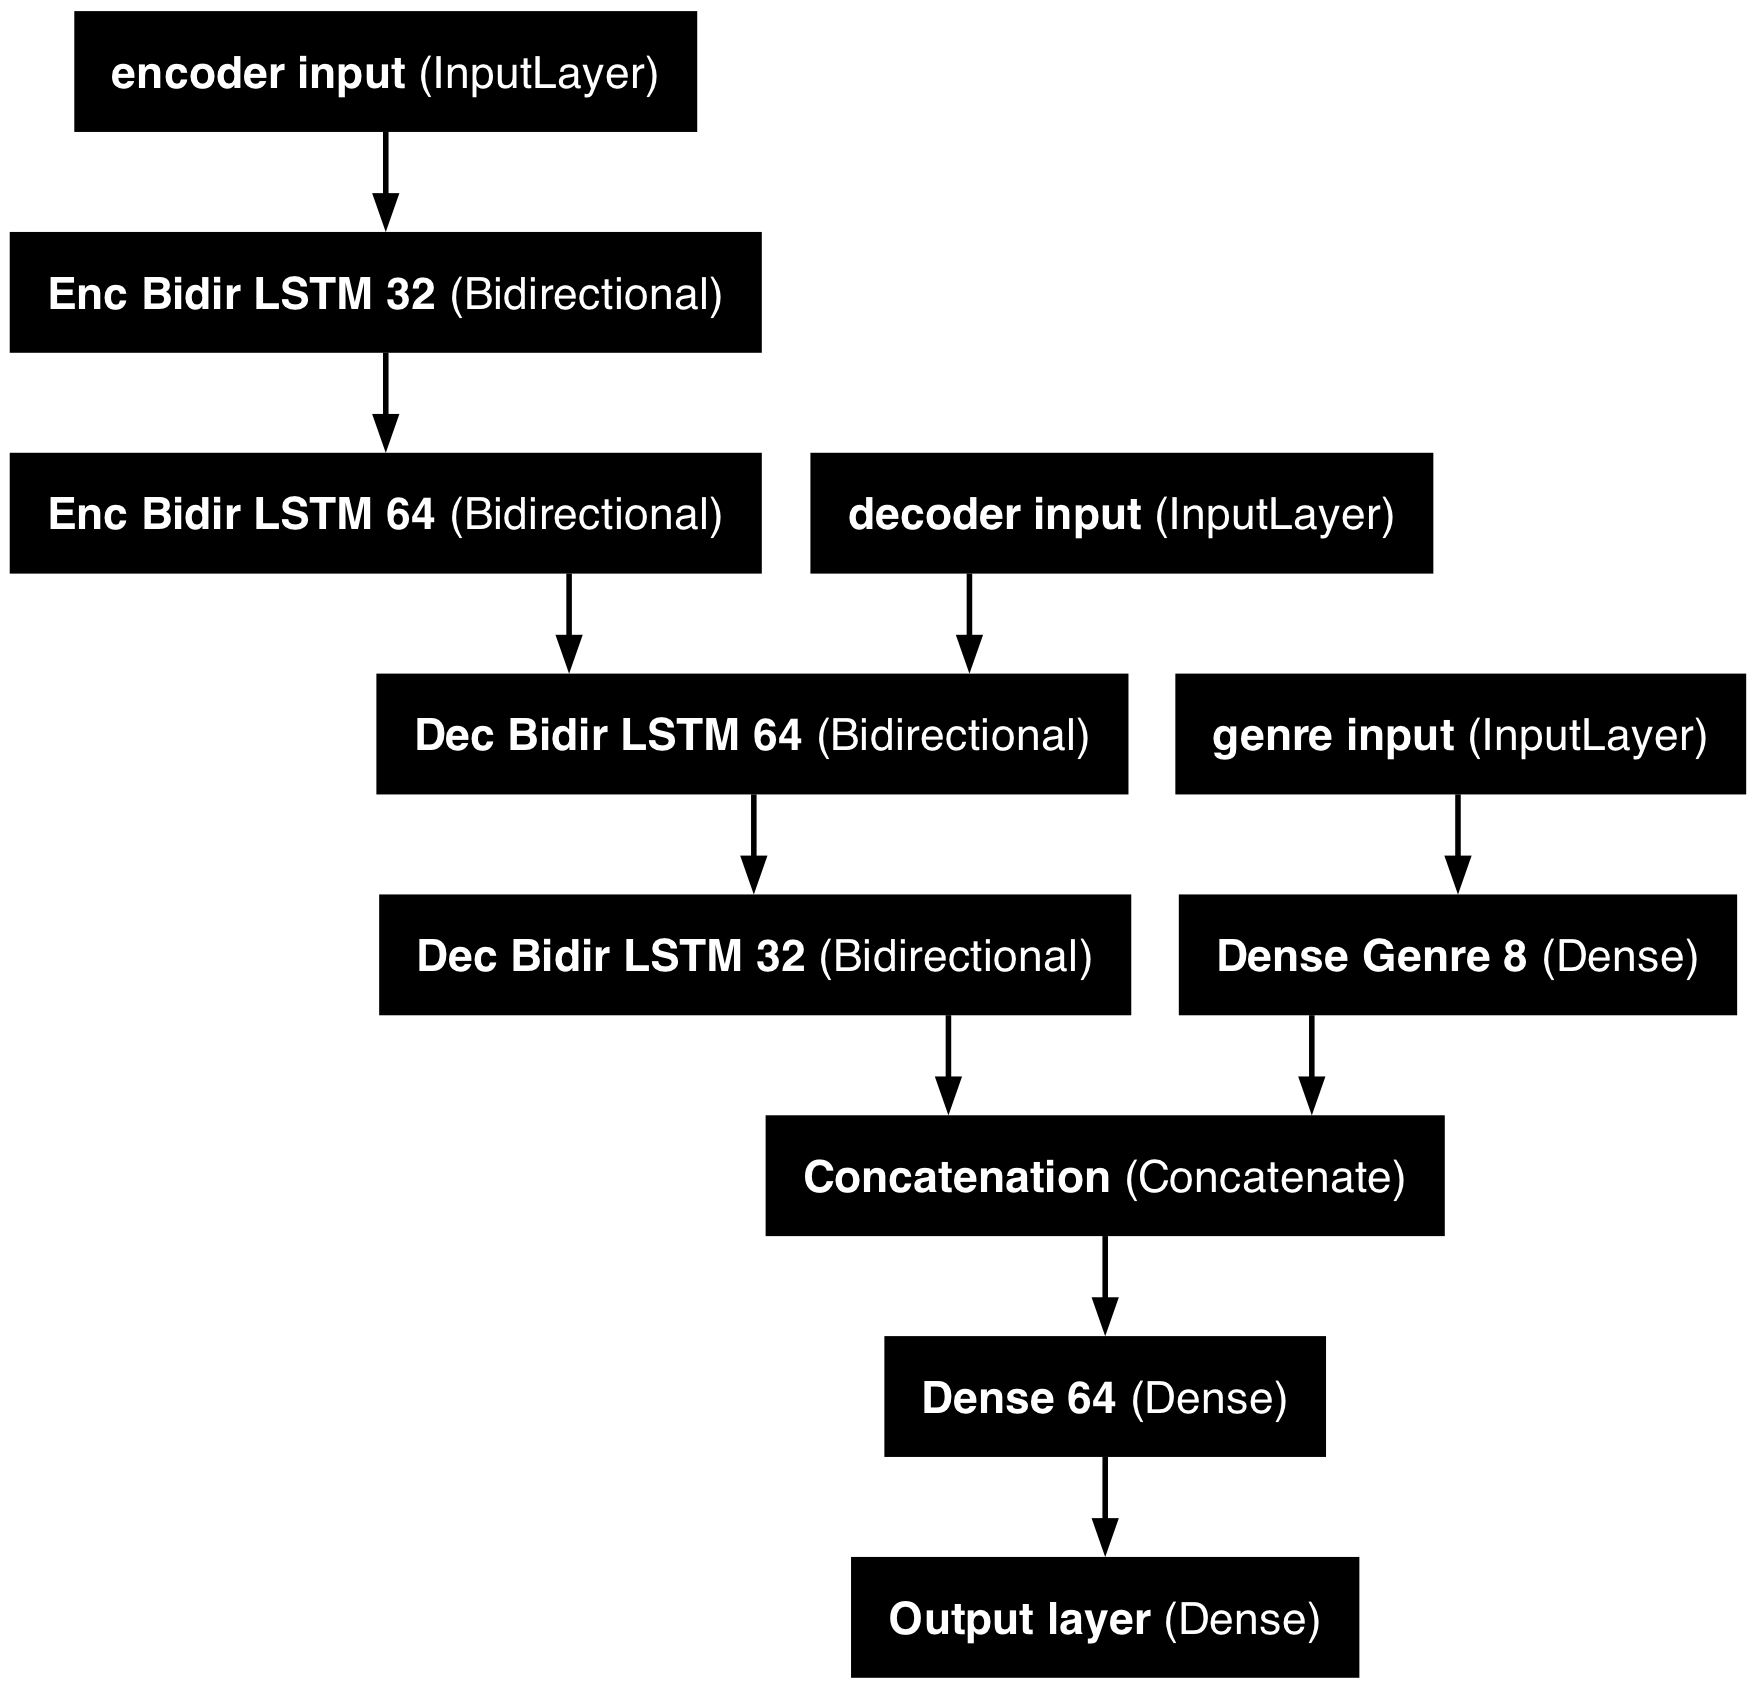 encoder input (InputLayer)
Enc Bidir LSTM 32 (Bidirectional)
Enc Bidir LSTM 64 (Bidirectional)
decoder input (InputLayer)
Dec Bidir LSTM 64 (Bidirectional)
genre input (InputLayer)
Dec Bidir LSTM 32 (Bidirectional)
Dense Genre 8 (Dense)
Concatenation (Concatenate)
Dense 64 (Dense)
Output layer (Dense)